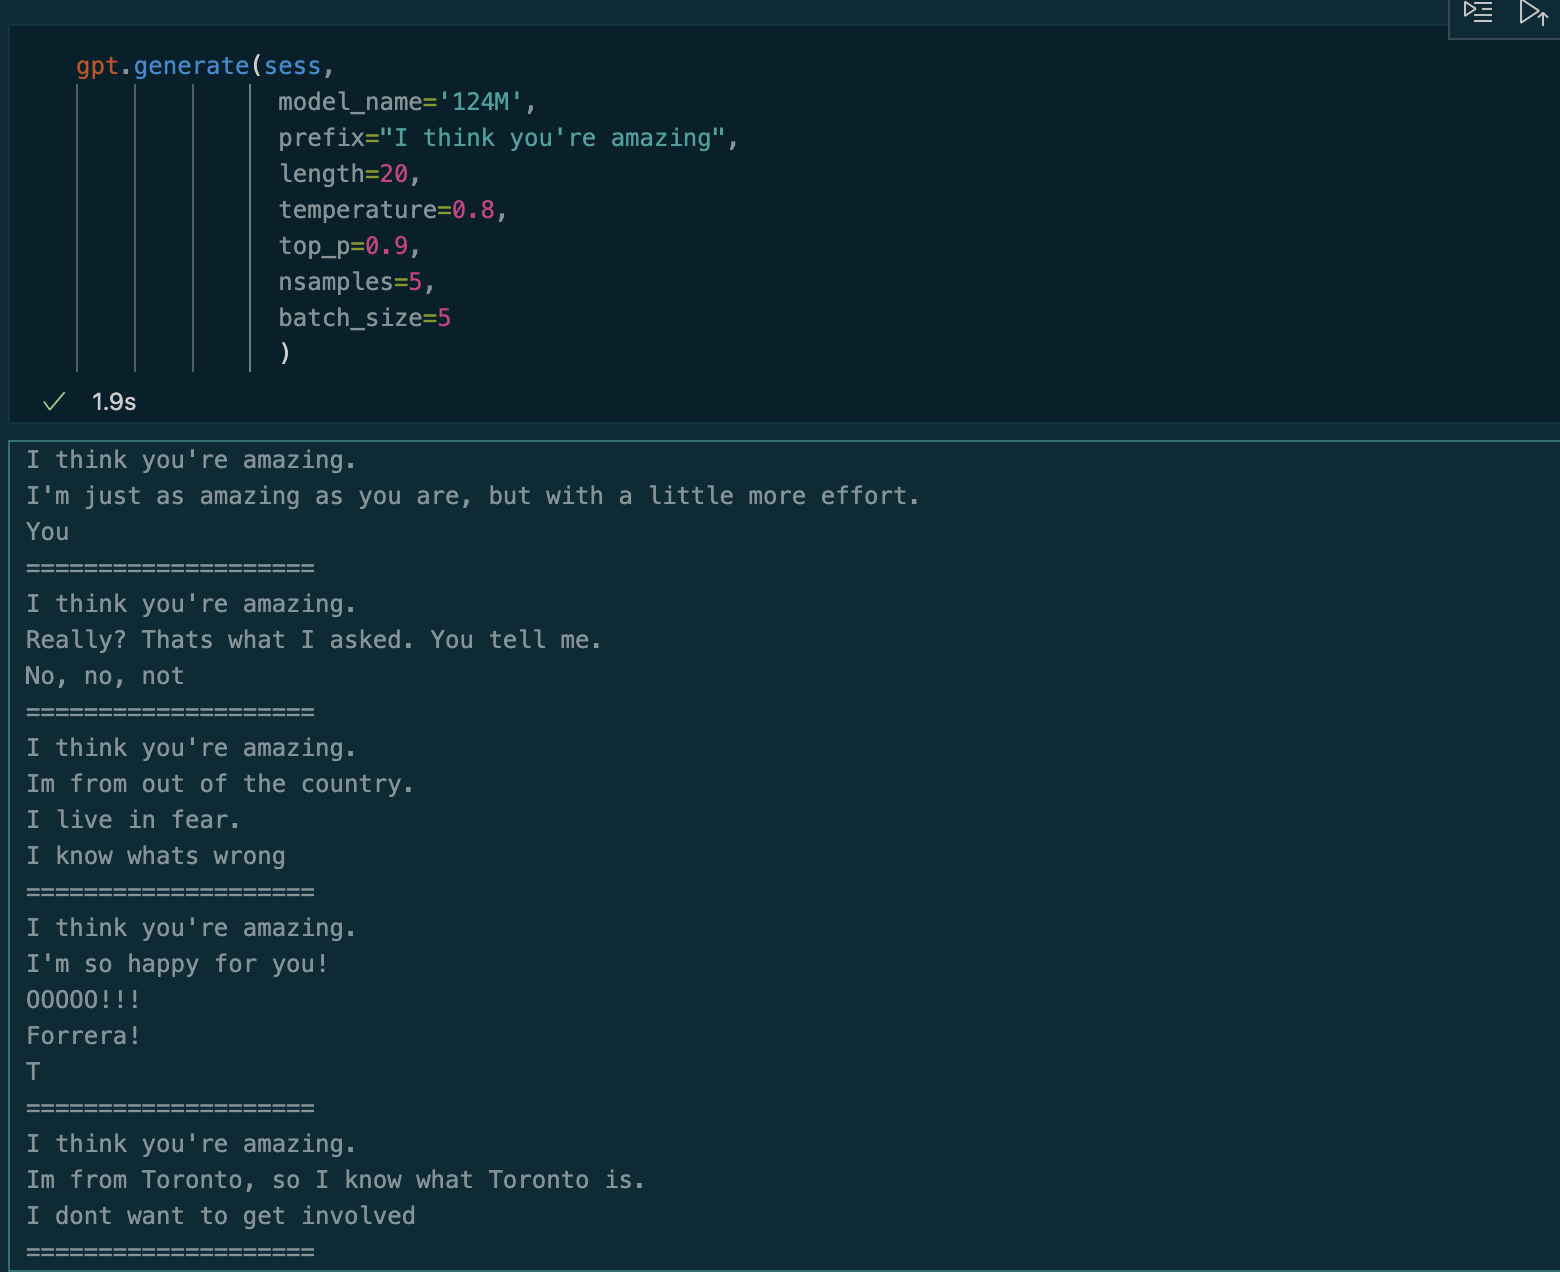 gpt.generate(sess,
model_name='124M',
prefix="I think you're amazing",
length=20,
temperature=0.8,
top_p=0.9,
nsamples=5,
batch_size=5
)
1.9s
I think you're amazing.
I'm just as amazing as you are, but with a little more effort.
You
====================
I think you're amazing.
Really? Thats what I asked. You tell me.
No, no, not
====================
I think you're amazing.
Im from out of the country.
I live in fear.
I know whats wrong
====================
I think you're amazing.
I'm so happy for you!
OOOOO!!!
Forrera!
T
====================
I think you're amazing.
Im from Toronto, so I know what Toronto is.
I dont want to get involved
====================